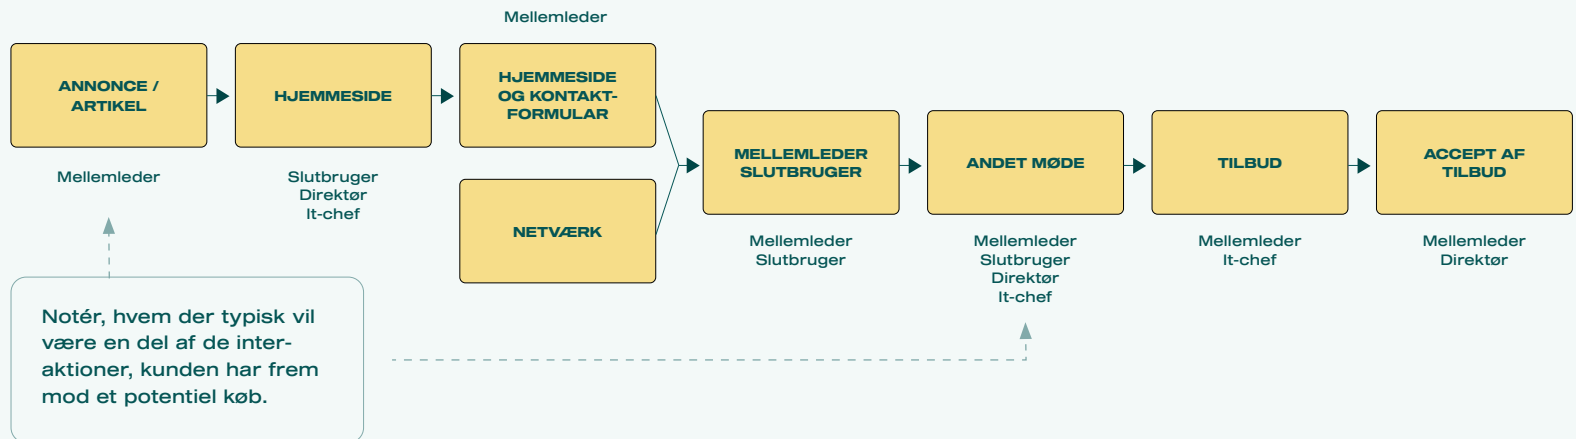 Mellemleder
ANNONCE /
ARTIKEL
Mellemleder
HJEMMESIDE
Slutbruger
Direktør
It-chef
HJEMMESIDE
OG KONTAKT-
FORMULAR
NETVÆRK
MELLEMLEDER
SLUTBRUGER
Mellemleder
Slutbruger
ANDET MØDE
Mellemleder
Slutbruger
Direktør
It-chef
TILBUD
Mellemleder
It-chef
ACCEPT AF
TILBUD
Mellemleder
Direktør
Notér, hvem der typisk vil
være en del af de inter-
aktioner, kunden har frem
mod et potentiel køb.